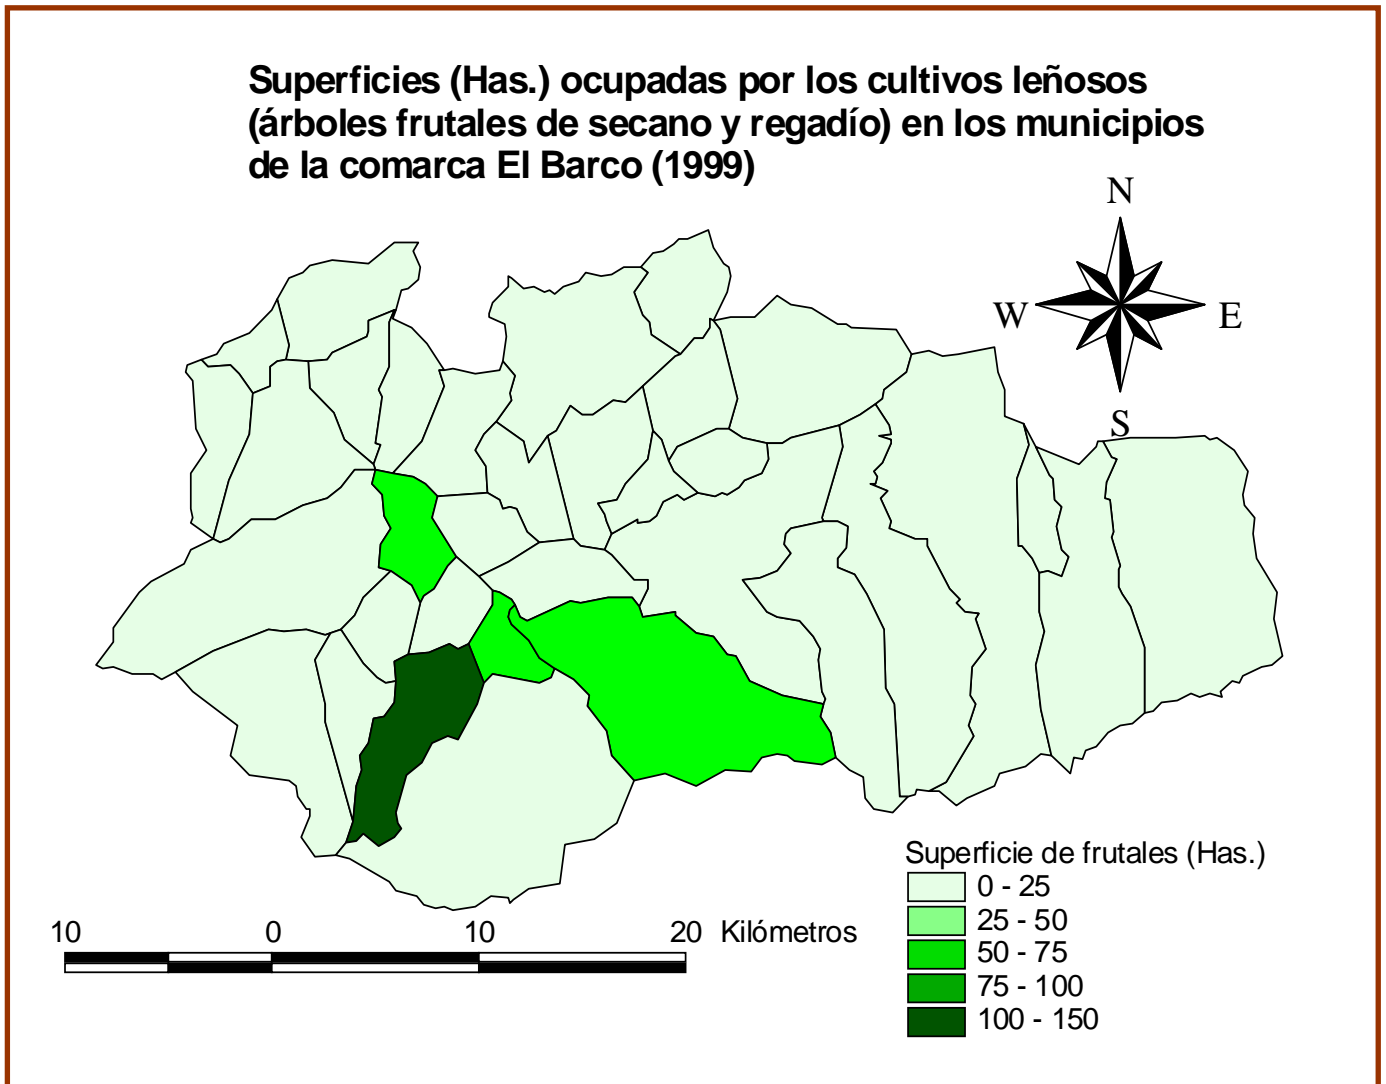 Superficies (Has.) ocupadas por los cultivos leñosos
(árboles frutales de secano y regadío) en los municipios
de la comarca El Barco (1999)
N
W
E
S
Superficie de frutales (Has.)
0 - 25
25 - 50
50 - 75
75 - 100
100 - 150
10 0 10 20 Kilómetros